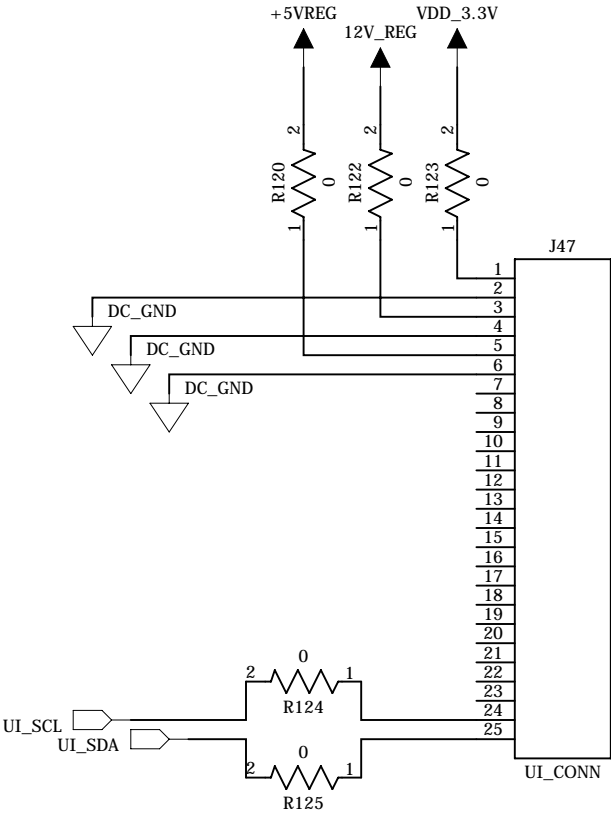 +5VREG
12V_REG
VDD_3.3V
2
2
2
R120
0
R122
0
R123
0
1
1
1
J47
1
2
3
4
5
6
7
8
9
10
11
12
13
14
15
16
17
18
19
20
21
22
23
24
25
DC_GND
DC_GND
DC_GND
0
2
1
R124
UI_SCL
UI_SDA
0
2
1
R125
UI_CONN